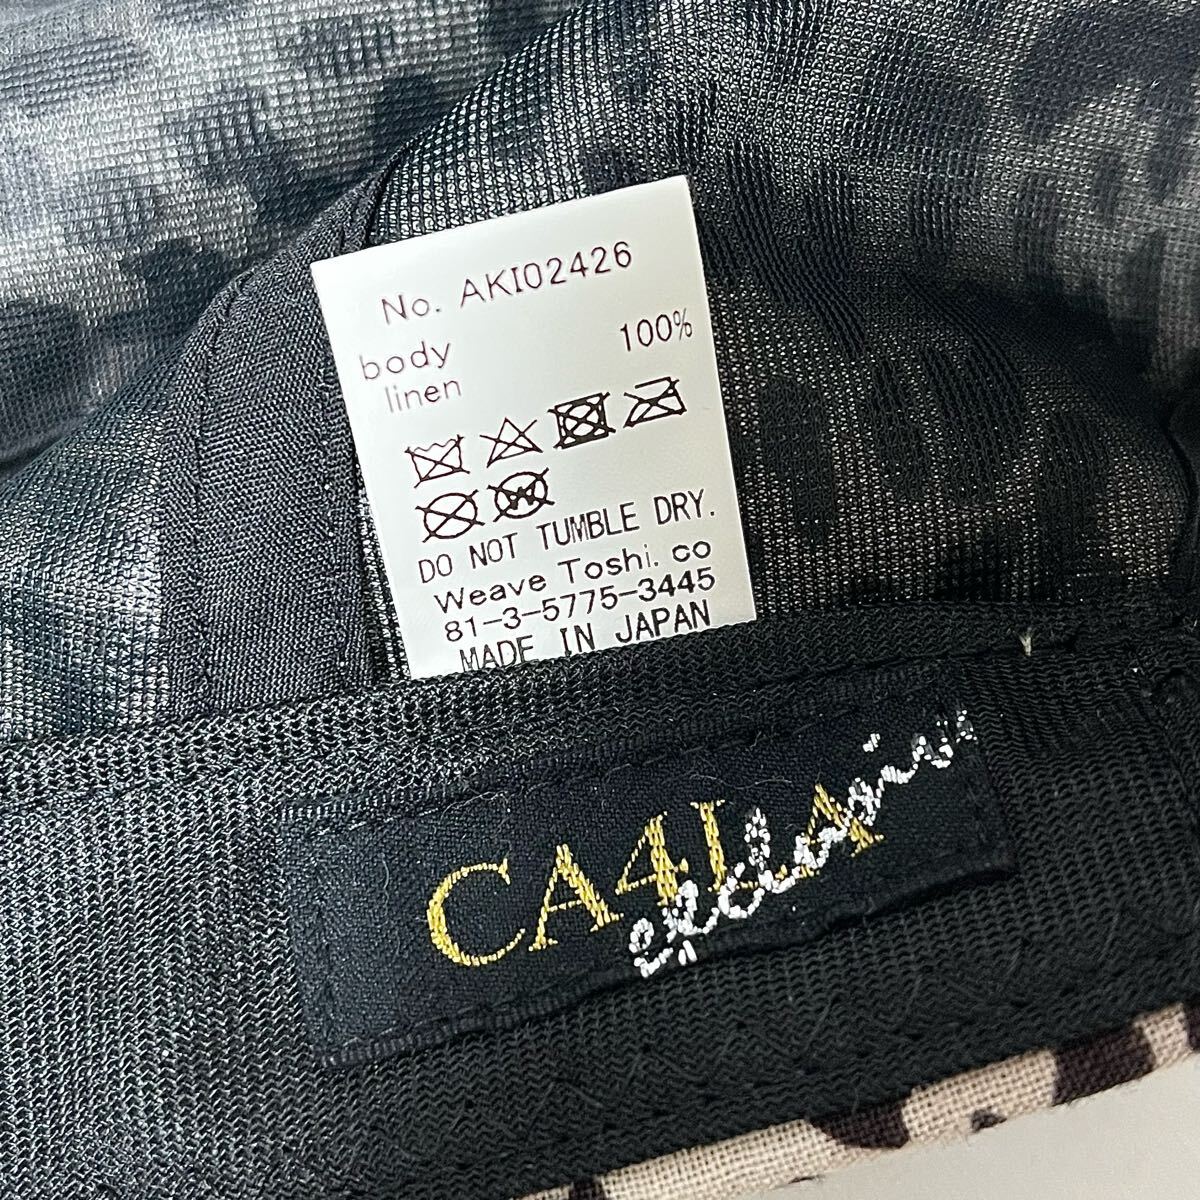 No. AKI02426
body
linen 100%
DO NOT TUMBLE DRY.
Weave Toshi. co
81-3-5775-3445
MADE IN JAPAN
CA4LA
exclusive